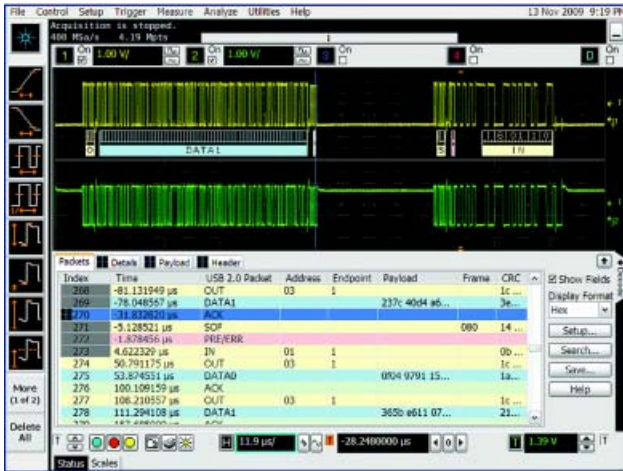 File Control Setup Trigger Measure Analyze Utilities Help 13 Nov 2009 9:19 PM
Acquisition is stopped.
400 MSa/s 4.19 Mpts
1 On 1.00 V/ 2 On 1.00 V/ 3 On 4 On D On
DATA1
IN
Packets Details Payload Header
Index Time USB 2.0 Packet Address Endpoint Payload Frame CRC
268 -81.131949 µs OUT 03 1 1c ...
269 -78.048567 µs DATA1 237c 40d4 a6... 3e...
270 -31.832820 µs ACK
271 -5.128521 µs SOF 080 14 ...
272 -1.878456 µs PRE/ERR
273 4.622329 µs IN 01 1 0b ...
274 50.791175 µs OUT 03 1 1c ...
275 53.874551 µs DATA0 0f04 9791 15... 1a...
276 100.109159 µs ACK
277 108.210557 µs OUT 03 1 1c ...
278 111.294108 µs DATA1 365b e611 07... 21...
Show Fields
Display Format
Hex
Setup...
Search...
Save...
Help
Decode
More
(1 of 2)
Delete
All
H 11.9 µs/ -28.2480000 µs 0 T 1.39 V
Status Scales